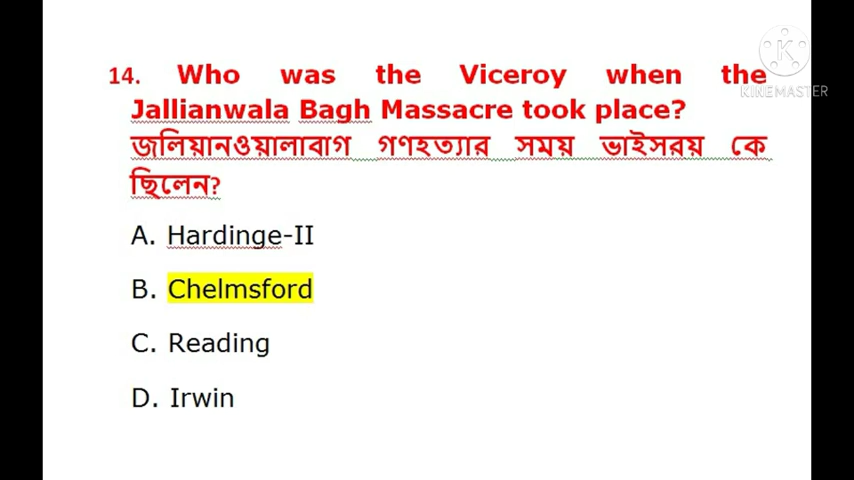 14. Who was the Viceroy when the
Jallianwala Bagh Massacre took place?
জলিয়ানওয়ালাবাগ গণহত্যার সময় ভাইসরয় কে
ছিলেন?
A. Hardinge-II
B. Chelmsford
C. Reading
D. Irwin
K
KINEMASTER